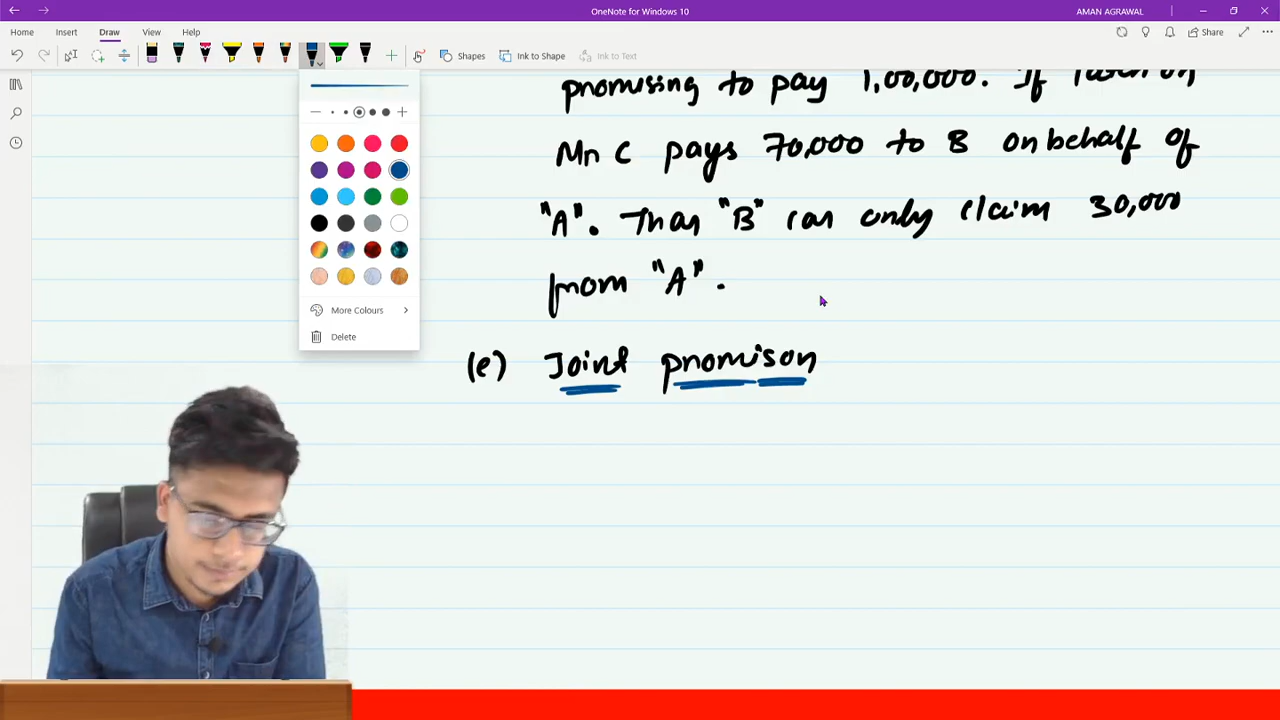 OneNote for Windows 10
AMAN AGRAWAL
Home Insert Draw View Help
Share
Shapes Ink to Shape Ink to Text
promising to pay 1,00,000. If later on,
Mr C pays 70,000 to B on behalf of
"A". Than "B" can only claim 30,000
from "A".
(e) Joint promison
More Colours
Delete